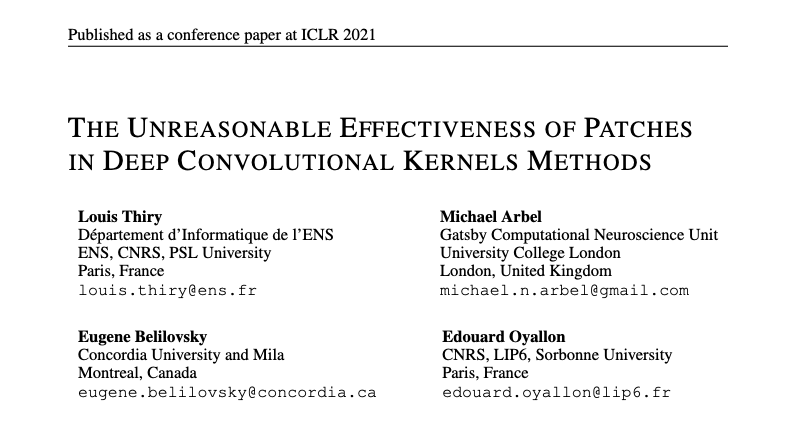 Published as a conference paper at ICLR 2021
THE UNREASONABLE EFFECTIVENESS OF PATCHES
IN DEEP CONVOLUTIONAL KERNELS METHODS
Louis Thiry
Département d'Informatique de l'ENS
ENS, CNRS, PSL University
Paris, France
louis.thiry@ens.fr
Michael Arbel
Gatsby Computational Neuroscience Unit
University College London
London, United Kingdom
michael.n.arbel@gmail.com
Eugene Belilovsky
Concordia University and Mila
Montreal, Canada
eugene.belilovsky@concordia.ca
Edouard Oyallon
CNRS, LIP6, Sorbonne University
Paris, France
edouard.oyallon@lip6.fr